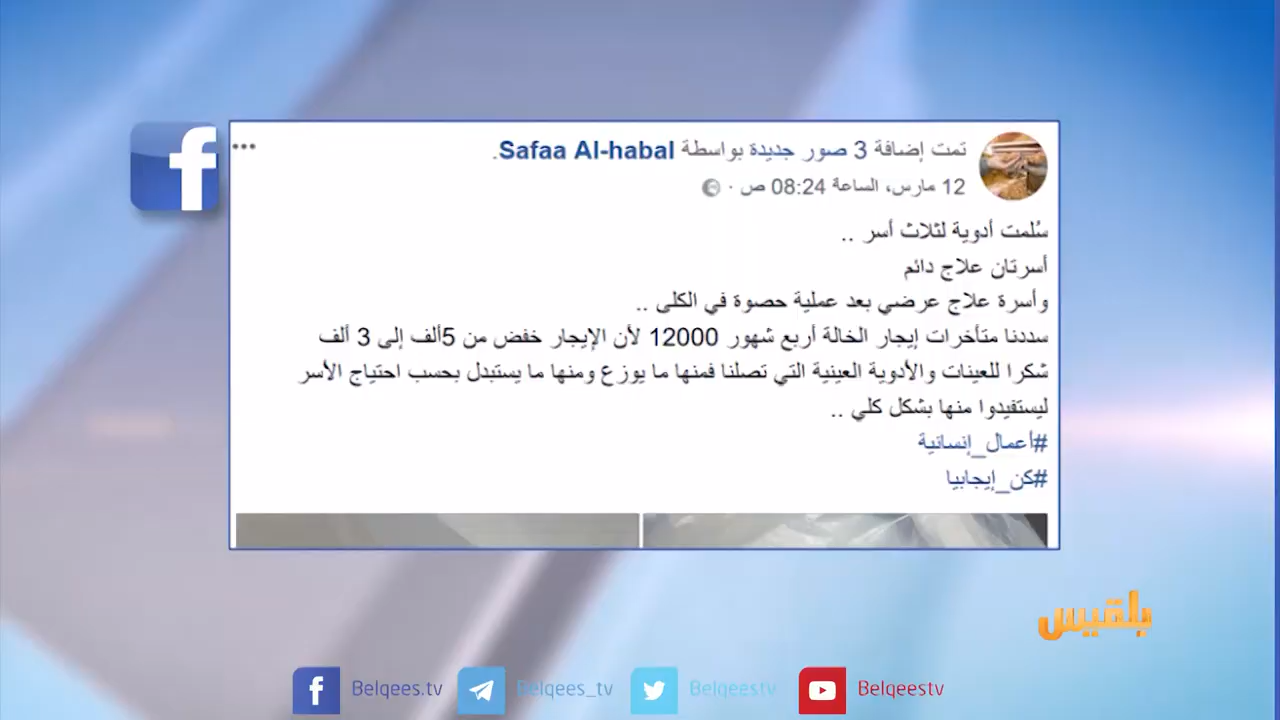 تمت إضافة 3 صور جديدة بواسطة Safaa Al-habal.
12 مارس، الساعة 08:24 ص ·
سُلمت أدوية لثلاث أسر ..
أسرتان علاج دائم
وأسرة علاج عرضي بعد عملية حصوة في الكلى ..
سددنا متأخرات إيجار الخالة أربع شهور 12000 لأن الإيجار خفض من 5ألف إلى 3 ألف
شكرا للعينات والأدوية العينية التي تصلنا فمنها ما يوزع ومنها ما يستبدل بحسب احتياج الأسر
ليستفيدوا منها بشكل كلي ..
#أعمال_إنسانية
#كن_إيجابيا
بلقيس
Belqees.tv Belqees_tv Belqeestv Belqeestv